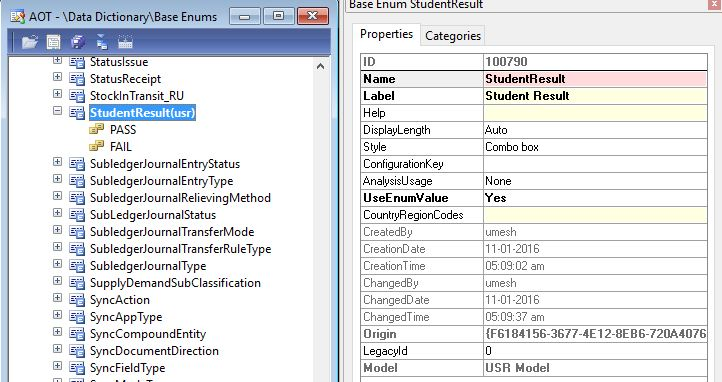 AOT - \Data Dictionary\Base Enums
StatusIssue
StatusReceipt
StockInTransit_RU
StudentResult(usr)
PASS
FAIL
SubledgerJournalEntryStatus
SubledgerJournalEntryType
SubledgerJournalRelievingMethod
SubLedgerJournalStatus
SubledgerJournalTransferMode
SubledgerJournalTransferRuleType
SubledgerJournalType
SupplyDemandSubClassification
SyncAction
SyncAppType
SyncCompoundEntity
SyncDocumentDirection
SyncFieldType
Base Enum StudentResult
Properties Categories
ID 100790
Name StudentResult
Label Student Result
Help
DisplayLength Auto
Style Combo box
ConfigurationKey
AnalysisUsage None
UseEnumValue Yes
CountryRegionCodes
CreatedBy umesh
CreationDate 11-01-2016
CreationTime 05:09:02 am
ChangedBy umesh
ChangedDate 11-01-2016
ChangedTime 05:09:37 am
Origin {F6184156-3677-4E12-8EB6-720A4076
LegacyId 0
Model USR Model